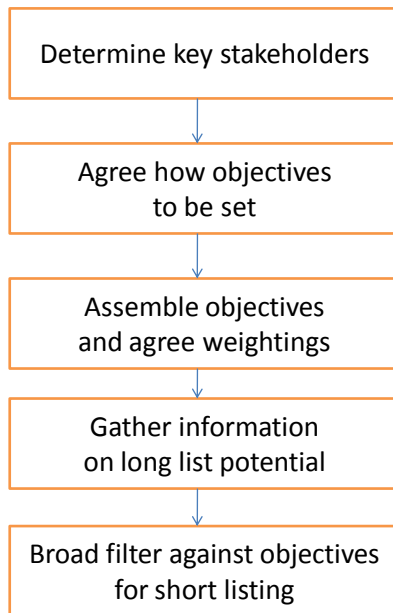 Determine key stakeholders
Agree how objectives
to be set
Assemble objectives
and agree weightings
Gather information
on long list potential
Broad filter against objectives
for short listing